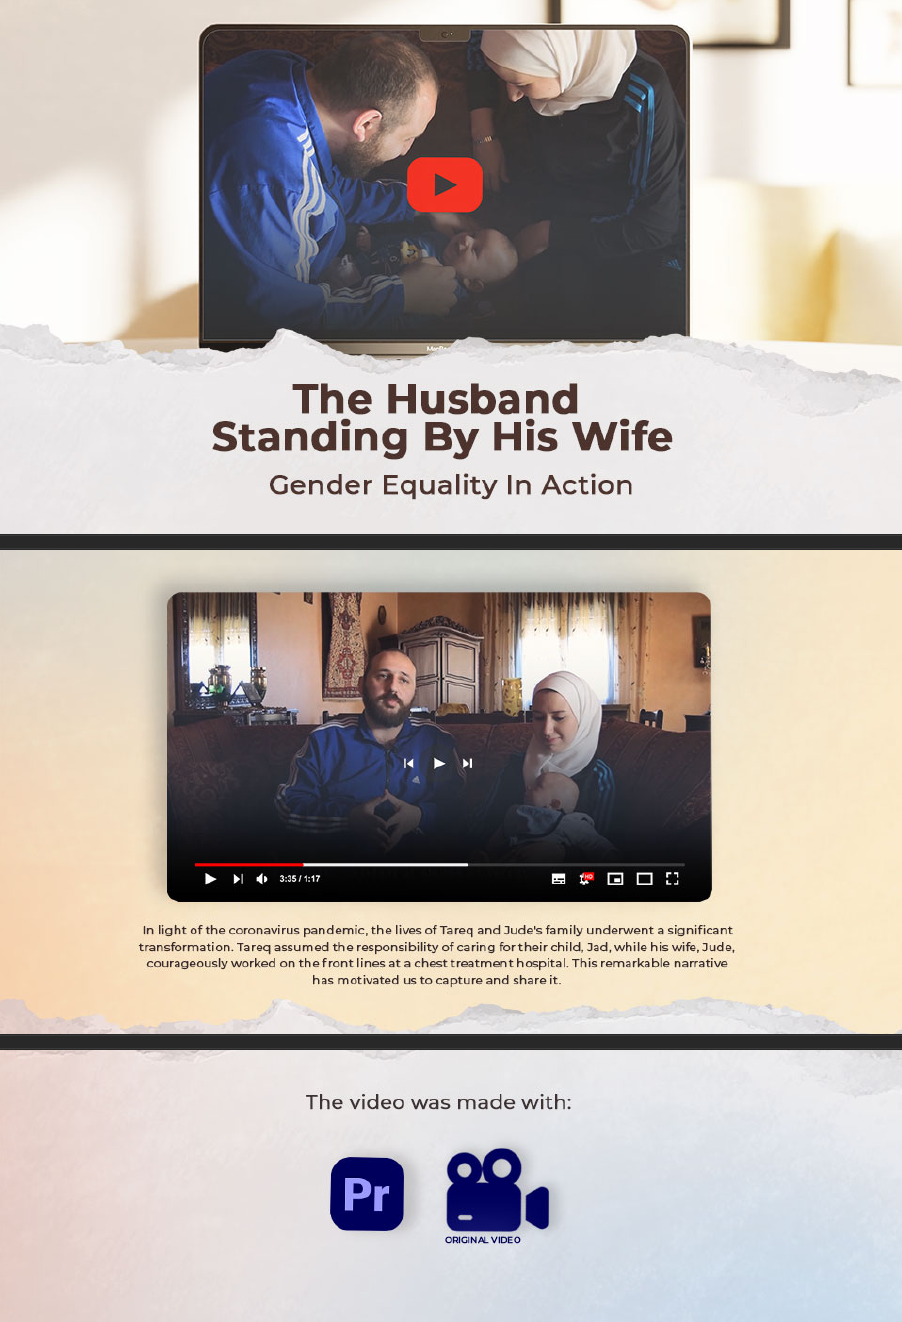 The Husband
Standing By His Wife
Gender Equality In Action
3:35 / 1:17
HD
In light of the coronavirus pandemic, the lives of Tareq and Jude's family underwent a significant
transformation. Tareq assumed the responsibility of caring for their child, Jad, while his wife, Jude,
courageously worked on the front lines at a chest treatment hospital. This remarkable narrative
has motivated us to capture and share it.
The video was made with:
Pr
ORIGINAL VIDEO